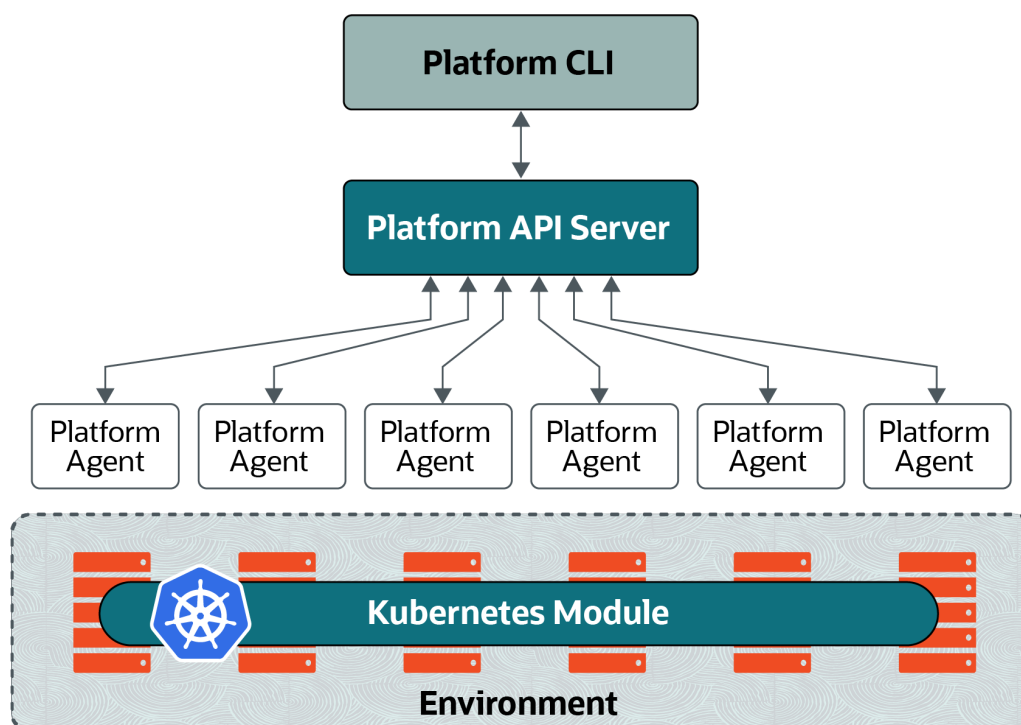 Platform CLI
Platform API Server
Platform
Agent
Platform
Agent
Platform
Agent
Platform
Agent
Platform
Agent
Platform
Agent
Kubernetes Module
Environment